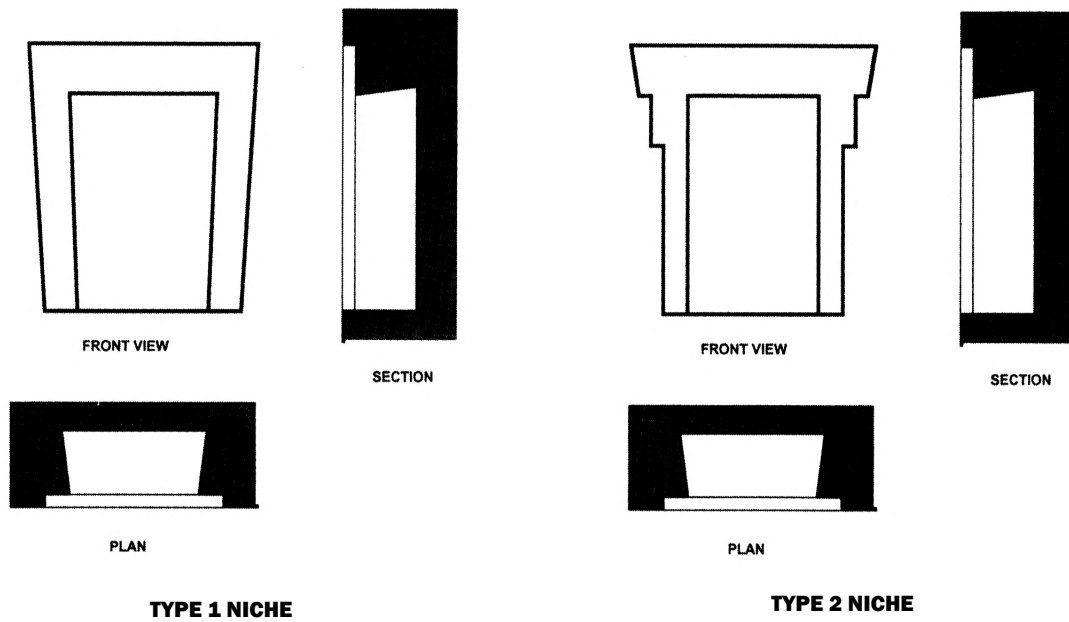 FRONT VIEW
SECTION
PLAN
TYPE 1 NICHE
FRONT VIEW
SECTION
PLAN
TYPE 2 NICHE